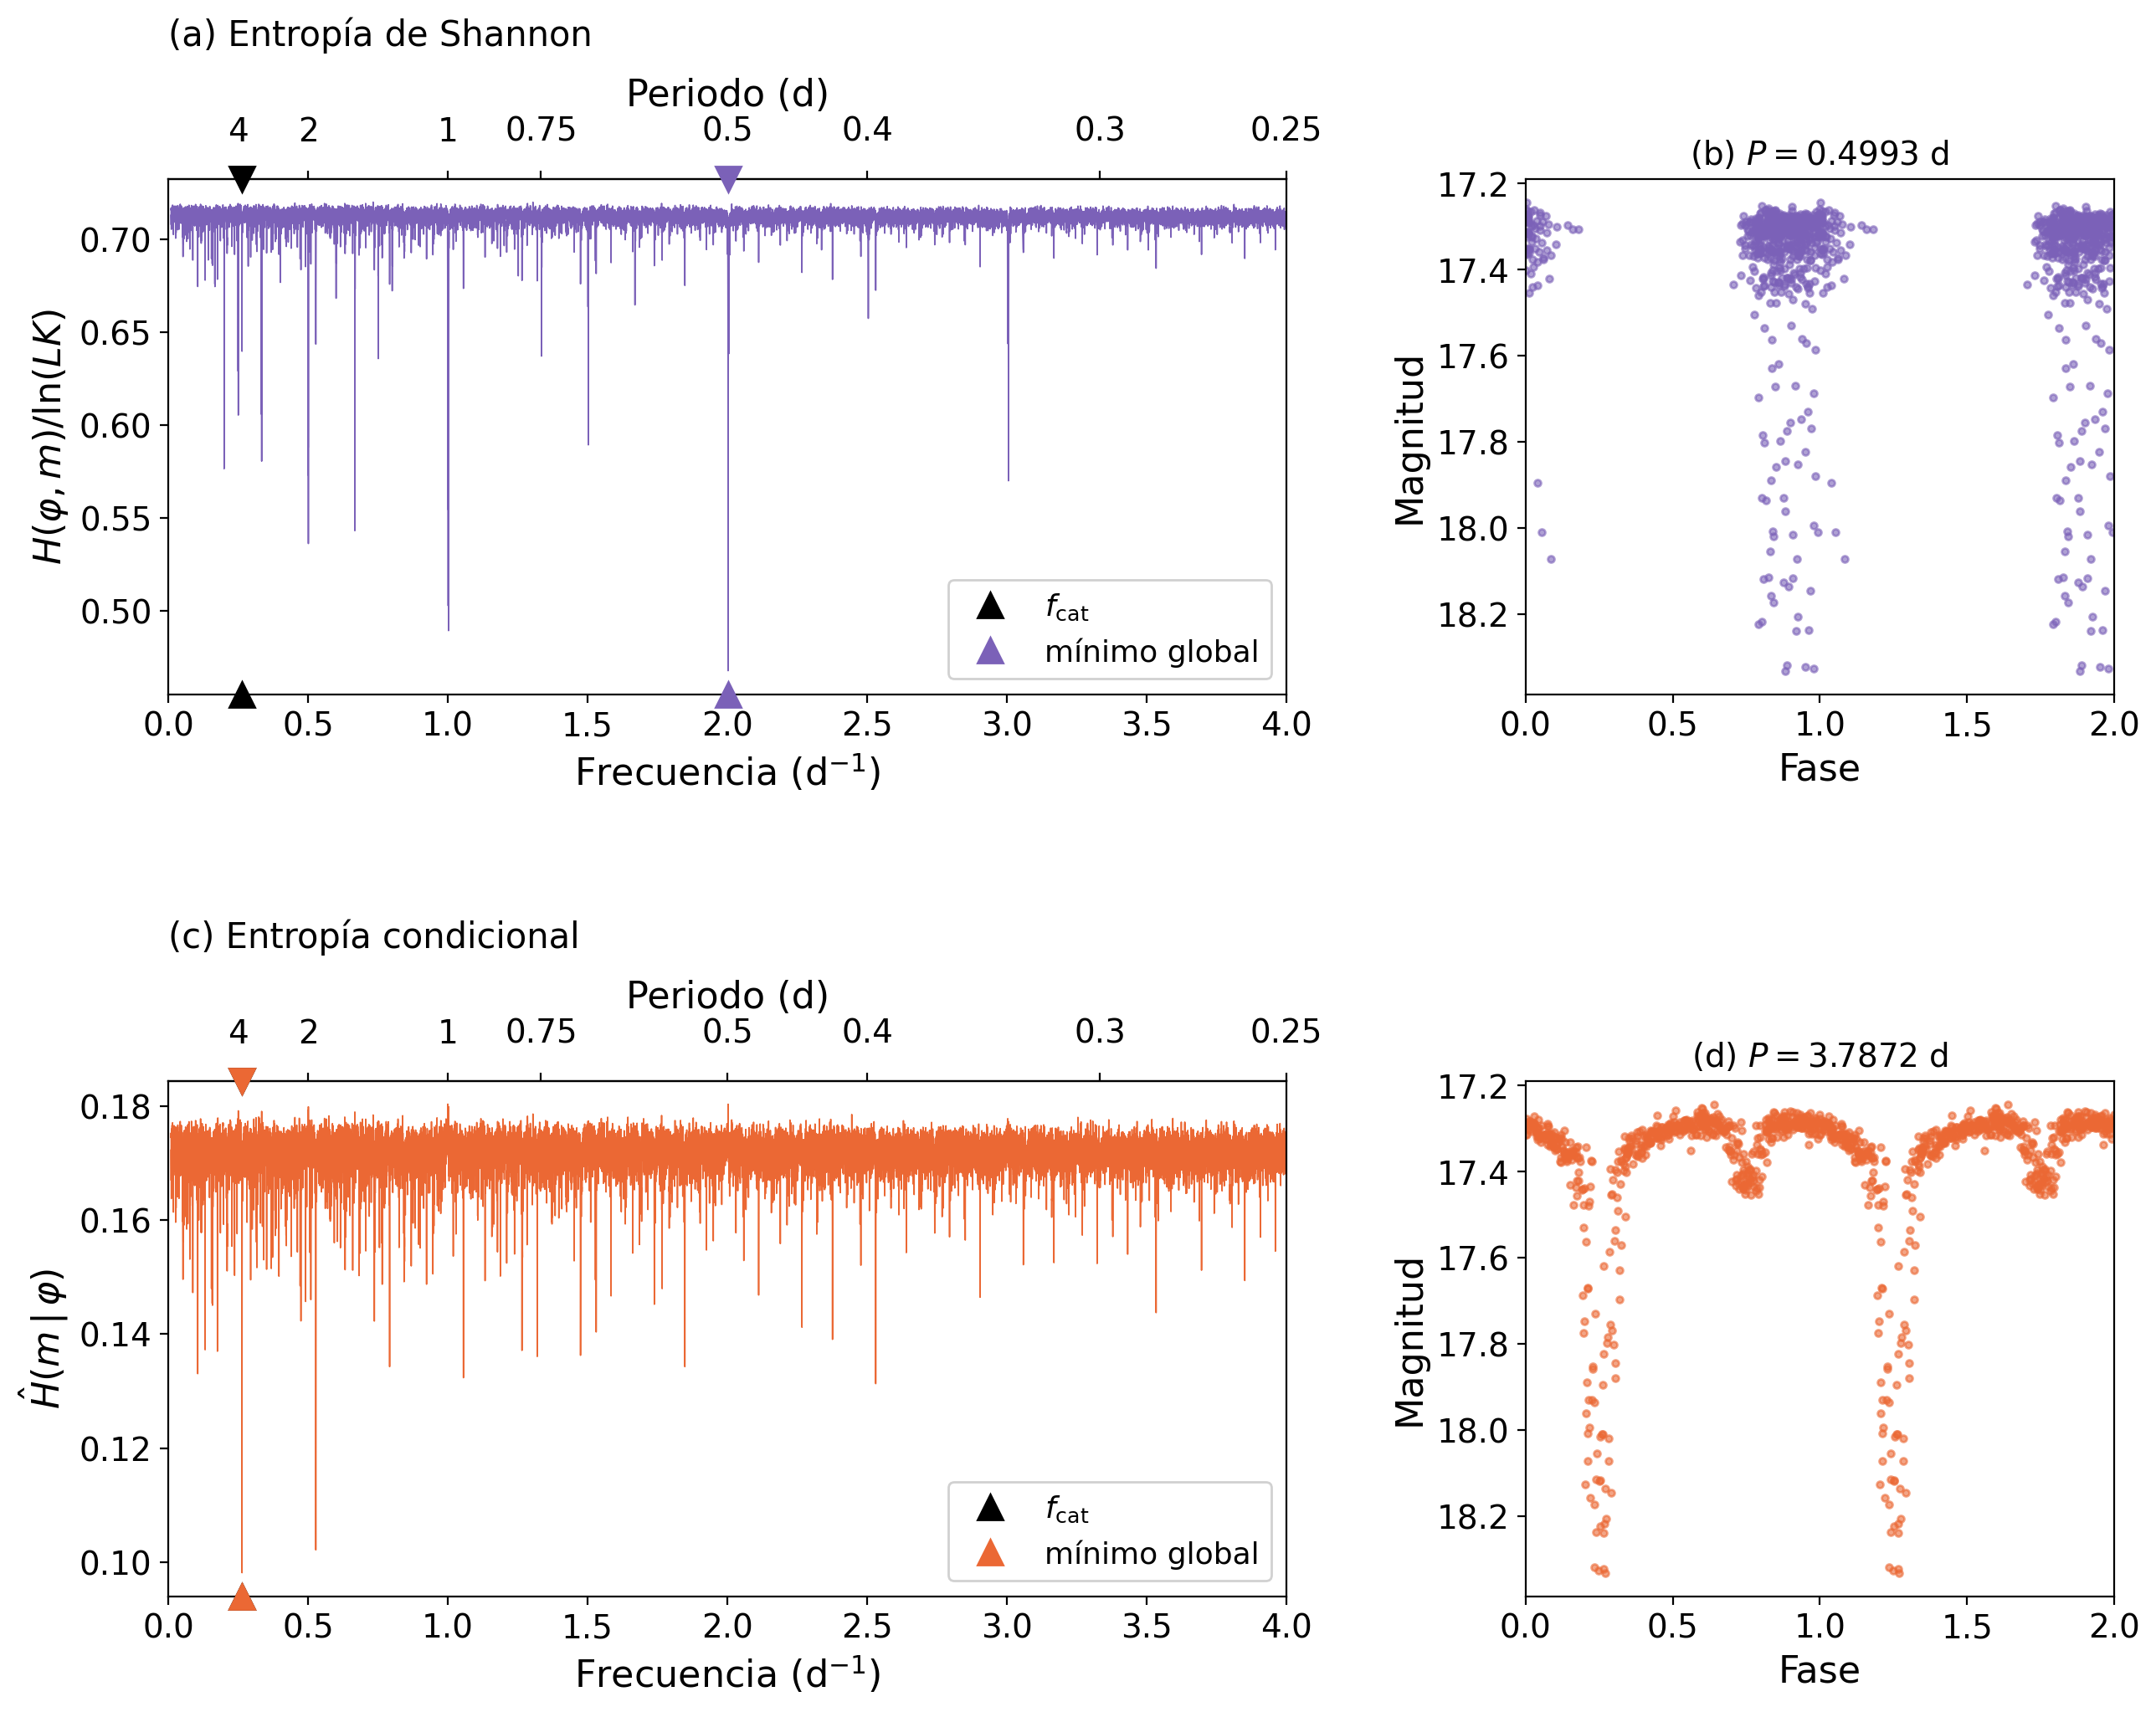 (a) Entropía de Shannon
Periodo (d)
4 2 1 0.75 0.5 0.4 0.3 0.25
0.70
0.65
0.60
0.55
0.50
H(φ, m)/ln(LK)
f_cat
mínimo global
0.0 0.5 1.0 1.5 2.0 2.5 3.0 3.5 4.0
Frecuencia (d⁻¹)
(b) P = 0.4993 d
17.2
17.4
17.6
17.8
18.0
18.2
Magnitud
0.0 0.5 1.0 1.5 2.0
Fase
(c) Entropía condicional
Periodo (d)
4 2 1 0.75 0.5 0.4 0.3 0.25
0.18
0.16
0.14
0.12
0.10
Ĥ(m | φ)
f_cat
mínimo global
0.0 0.5 1.0 1.5 2.0 2.5 3.0 3.5 4.0
Frecuencia (d⁻¹)
(d) P = 3.7872 d
17.2
17.4
17.6
17.8
18.0
18.2
Magnitud
0.0 0.5 1.0 1.5 2.0
Fase